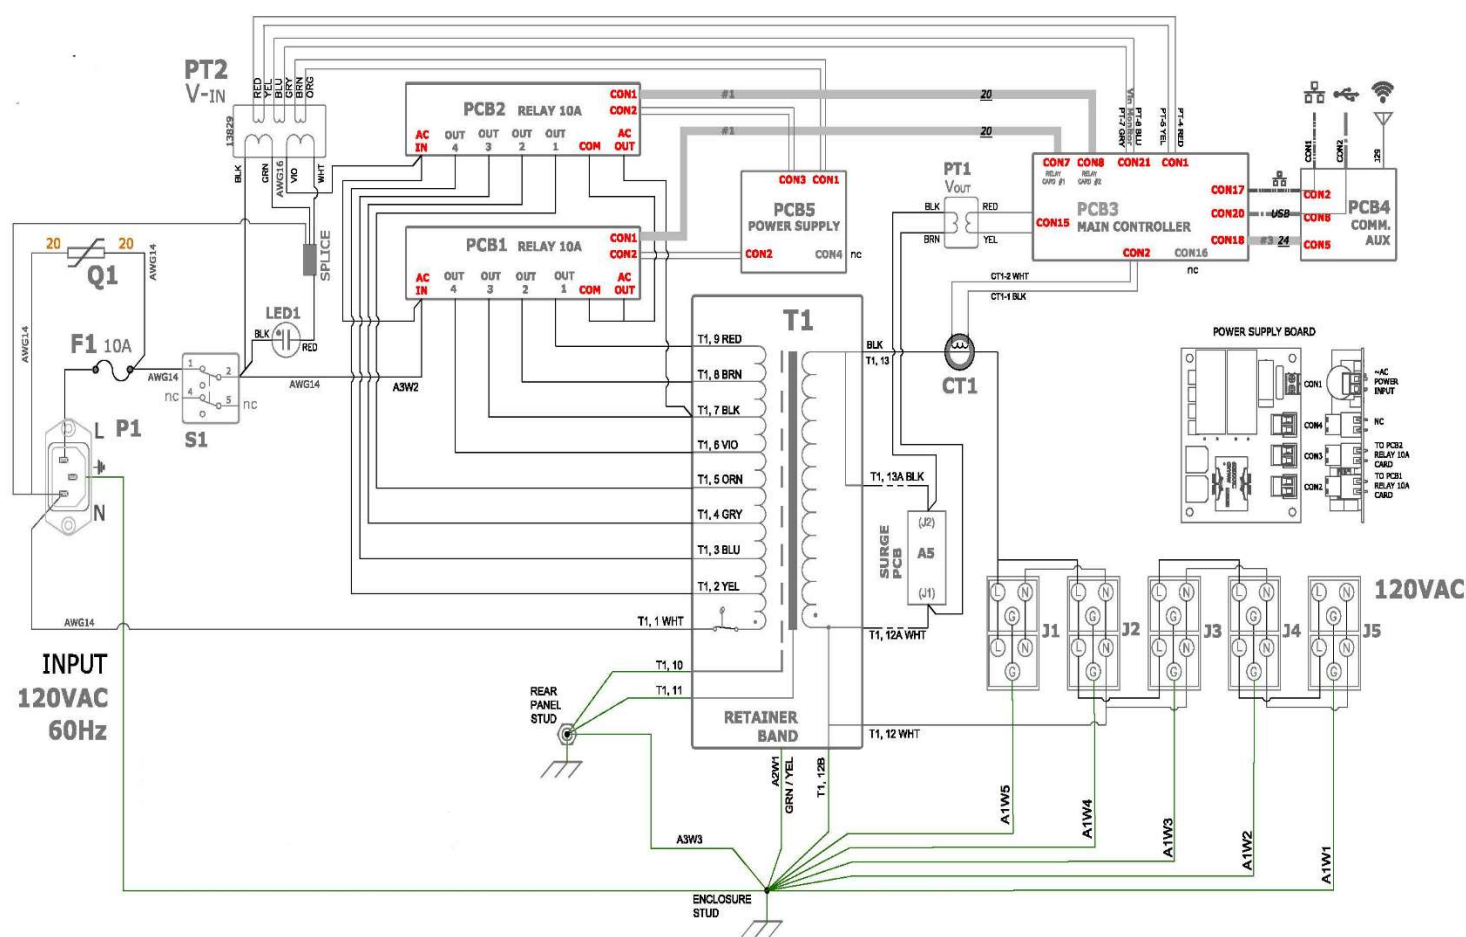 PT2
V-IN
RED
YEL
BLU
GRY
BRN
ORG
13829
BLK
GRN
AWG16
VIO
WHT
PCB2 RELAY 10A
CON1
CON2
AC
IN
OUT
4
OUT
3
OUT
2
OUT
1
COM
AC
OUT
#1
20
#1
20
PCB1 RELAY 10A
CON1
CON2
AC
IN
OUT
4
OUT
3
OUT
2
OUT
1
COM
AC
OUT
CON3
CON1
PCB5
POWER SUPPLY
CON2
CON4
nc
PT1
VOUT
BLK
RED
BRN
YEL
PT-7 GRY
Vin Monitor
PT-8 BLU
PT-5 YEL
PT-4 RED
CON7
CON8
CON21
CON1
RELAY
CARD #1
RELAY
CARD #2
PCB3
MAIN CONTROLLER
CON15
CON17
CON20
CON18
CON2
CON16
nc
USB
#3 24
CON1
CON2
J29
CON2
CON8
CON5
PCB4
COMM.
AUX
CT1-2 WHT
CT1-1 BLK
CT1
20
20
Q1
AWG14
AWG14
SPLICE
LED1
BLK
RED
F1 10A
AWG14
1
2
nc
4
5
nc
S1
AWG14
A3W2
L
P1
N
AWG14
INPUT
120VAC
60Hz
T1
T1, 9 RED
T1, 8 BRN
T1, 7 BLK
T1, 6 VIO
T1, 5 ORN
T1, 4 GRY
T1, 3 BLU
T1, 2 YEL
T1, 1 WHT
T1, 10
T1, 11
BLK
T1, 13
T1, 13A BLK
(J2)
A5
(J1)
SURGE
PCB
T1, 12A WHT
T1, 12 WHT
RETAINER
BAND
REAR
PANEL
STUD
A2W1
GRN / YEL
T1, 12B
A3W3
ENCLOSURE
STUD
POWER SUPPLY BOARD
CON1
~AC
POWER
INPUT
CON4
NC
CON3
TO PCB2
RELAY 10A
CARD
CON2
TO PCB1
RELAY 10A
CARD
L
N
L
N
L
N
L
N
L
N
G
G
G
G
G
J1
J2
J3
J4
J5
L
N
L
N
L
N
L
N
L
N
G
G
G
G
G
120VAC
A1W5
A1W4
A1W3
A1W2
A1W1